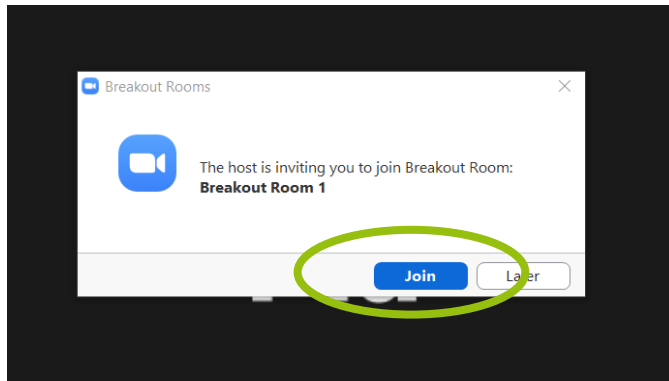 Breakout Rooms
The host is inviting you to join Breakout Room:
Breakout Room 1
Join
Later